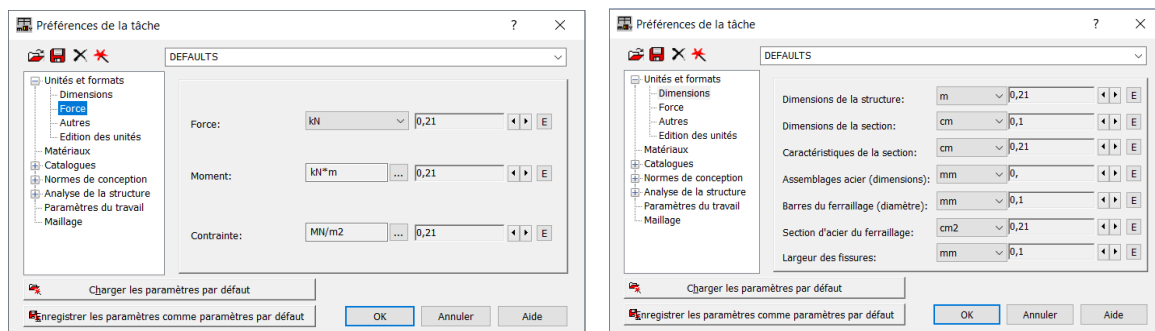 Préférences de la tâche ?
DEFAULTS
Unités et formats
Dimensions
Force
Autres
Edition des unités
Matériaux
Catalogues
Normes de conception
Analyse de la structure
Paramètres du travail
Maillage
Force: kN 0,21 E
Moment: kN*m ... 0,21 E
Contrainte: MN/m2 ... 0,21 E
Charger les paramètres par défaut
Enregistrer les paramètres comme paramètres par défaut
OK Annuler Aide
Préférences de la tâche ?
DEFAULTS
Unités et formats
Dimensions
Force
Autres
Edition des unités
Matériaux
Catalogues
Normes de conception
Analyse de la structure
Paramètres du travail
Maillage
Dimensions de la structure: m 0,21 E
Dimensions de la section: cm 0,1 E
Caractéristiques de la section: cm 0,21 E
Assemblages acier (dimensions): mm 0, E
Barres du ferraillage (diamètre): mm 0,1 E
Section d'acier du ferraillage: cm2 0,21 E
Largeur des fissures: mm 0,1 E
Charger les paramètres par défaut
Enregistrer les paramètres comme paramètres par défaut
OK Annuler Aide